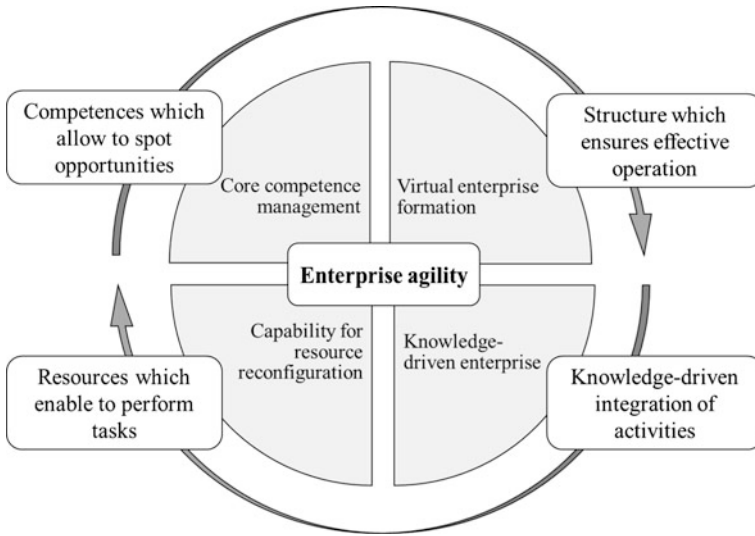 Competences which
allow to spot
opportunities
Structure which
ensures effective
operation
Core competence
management
Virtual enterprise
formation
Enterprise agility
Capability for
resource
reconfiguration
Knowledge-
driven enterprise
Resources which
enable to perform
tasks
Knowledge-driven
integration of
activities